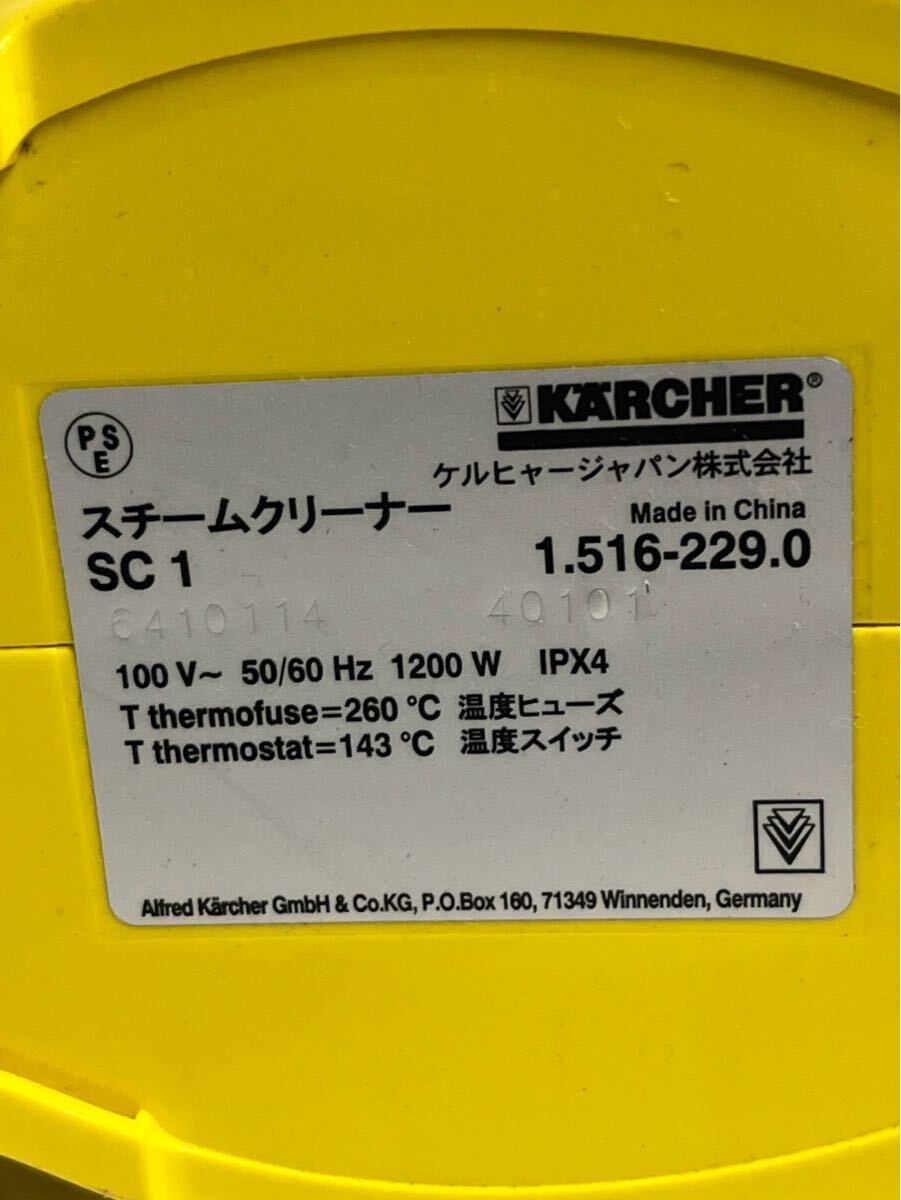 PSE
KÄRCHER®
ケルヒャージャパン株式会社
スチームクリーナー
Made in China
SC 1
1.516-229.0
6410114 40101
100 V~ 50/60 Hz 1200 W IPX4
T thermofuse=260 °C 温度ヒューズ
T thermostat=143 °C 温度スイッチ
Alfred Kärcher GmbH & Co.KG, P.O.Box 160, 71349 Winnenden, Germany